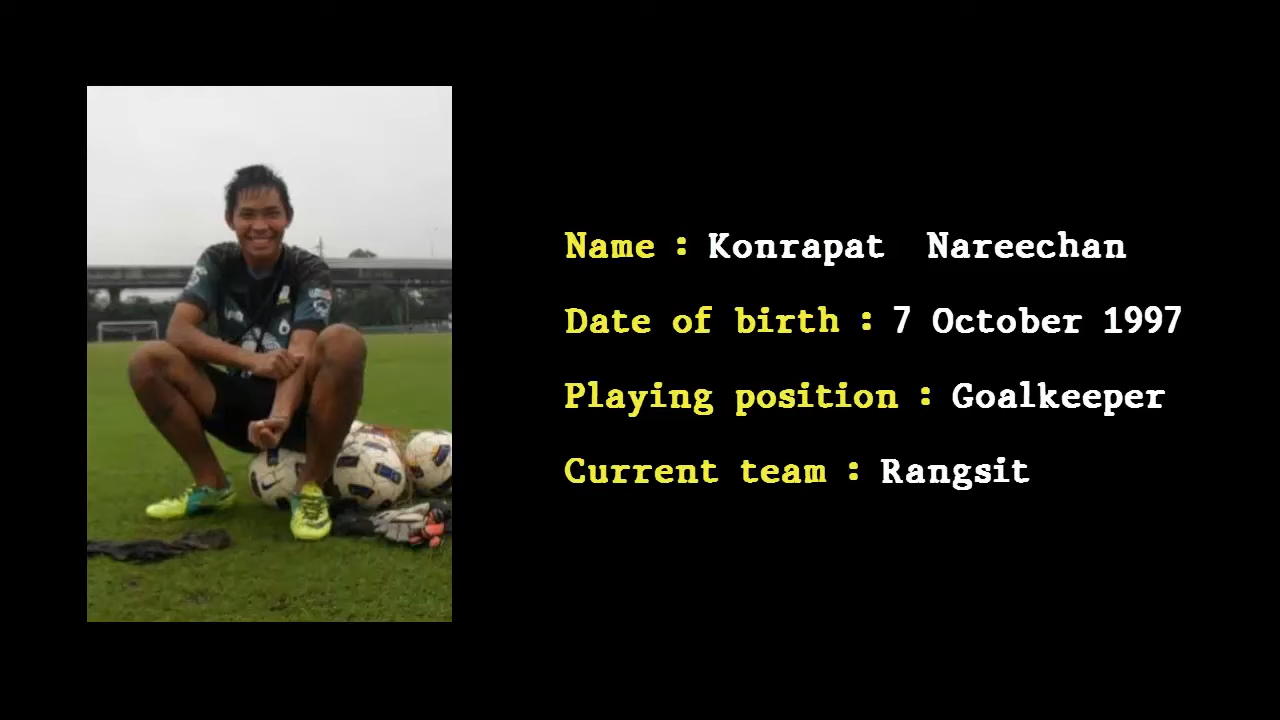 Name : Konrapat Nareechan
Date of birth : 7 October 1997
Playing position : Goalkeeper
Current team : Rangsit